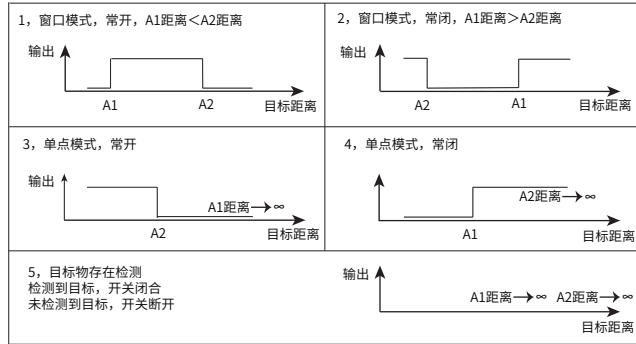 1，窗口模式，常开，A1距离＜A2距离
输出
A1
A2
目标距离
2，窗口模式，常闭，A1距离＞A2距离
输出
A2
A1
目标距离
3，单点模式，常开
输出
A1距离→∞
A2
目标距离
4，单点模式，常闭
A2距离→∞
A1
目标距离
5，目标物存在检测
检测到目标，开关闭合
未检测到目标，开关断开
输出
A1距离→∞ A2距离→∞
目标距离